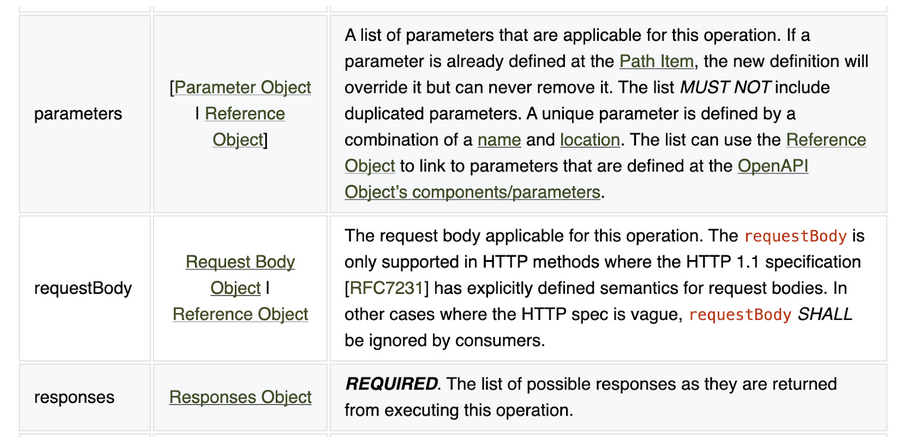 parameters
[Parameter Object
| Reference
Object]
A list of parameters that are applicable for this operation. If a
parameter is already defined at the Path Item, the new definition will
override it but can never remove it. The list MUST NOT include
duplicated parameters. A unique parameter is defined by a
combination of a name and location. The list can use the Reference
Object to link to parameters that are defined at the OpenAPI
Object’s components/parameters.
requestBody
Request Body
Object |
Reference Object
The request body applicable for this operation. The requestBody is
only supported in HTTP methods where the HTTP 1.1 specification
[RFC7231] has explicitly defined semantics for request bodies. In
other cases where the HTTP spec is vague, requestBody SHALL
be ignored by consumers.
responses
Responses Object
REQUIRED. The list of possible responses as they are returned
from executing this operation.